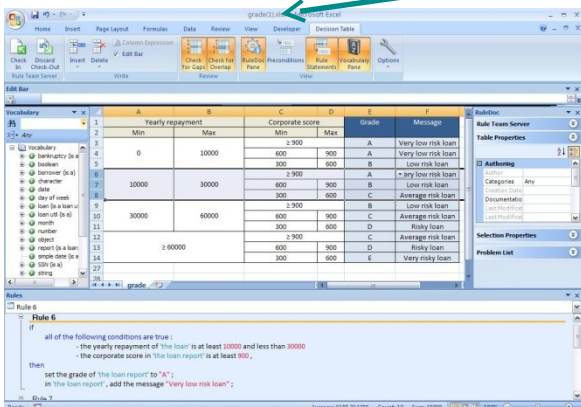 grade(1).xls - Microsoft Excel
Home Insert Page Layout Formulas Data Review View Developer Decision Table
Check In Discard Check-Out Insert Delete Column Expression Edit Bar Check for Gaps Check for Overlap RuleDoc Pane Preconditions Rule Statements Vocabulary Pane Options
Rule Team Server Write Review View
Edit Bar
Vocabulary
Any
Vocabulary
bankruptcy (is a
boolean
borrower (is a)
character
date
day of week
loan (is a loan u
loan util (is a)
month
number
object
report (is a loan
simple date (is a
SSN (is a)
string
A B C D E F
1 Yearly repayment Corporate score Grade Message
2 Min Max Min Max
3 0 10000 ≥ 900 A Very low risk loan
4 600 900 A Very low risk loan
5 300 600 B Low risk loan
6 10000 30000 ≥ 900 A ery low risk loan
7 600 900 B Low risk loan
8 300 600 C Average risk loan
9 30000 60000 ≥ 900 B Low risk loan
10 600 900 C Average risk loan
11 300 600 D Risky loan
12 ≥ 60000 ≥ 900 C Average risk loan
13 600 900 D Risky loan
14 300 600 E Very risky loan
27
28
grade
RuleDoc
Rule Team Server
Table Properties
Authoring
Author
Categories Any
Creation Date
Documentatio
Last Modified
Last Modificat
Selection Properties
Problem List
Rules
Rule 6
Rule 6
if
all of the following conditions are true :
- the yearly repayment of 'the loan' is at least 10000 and less than 30000
- the corporate score in 'the loan report' is at least 900 ,
then
set the grade of 'the loan report' to "A" ;
in 'the loan report' , add the message "Very low risk loan" ;
Rule 7